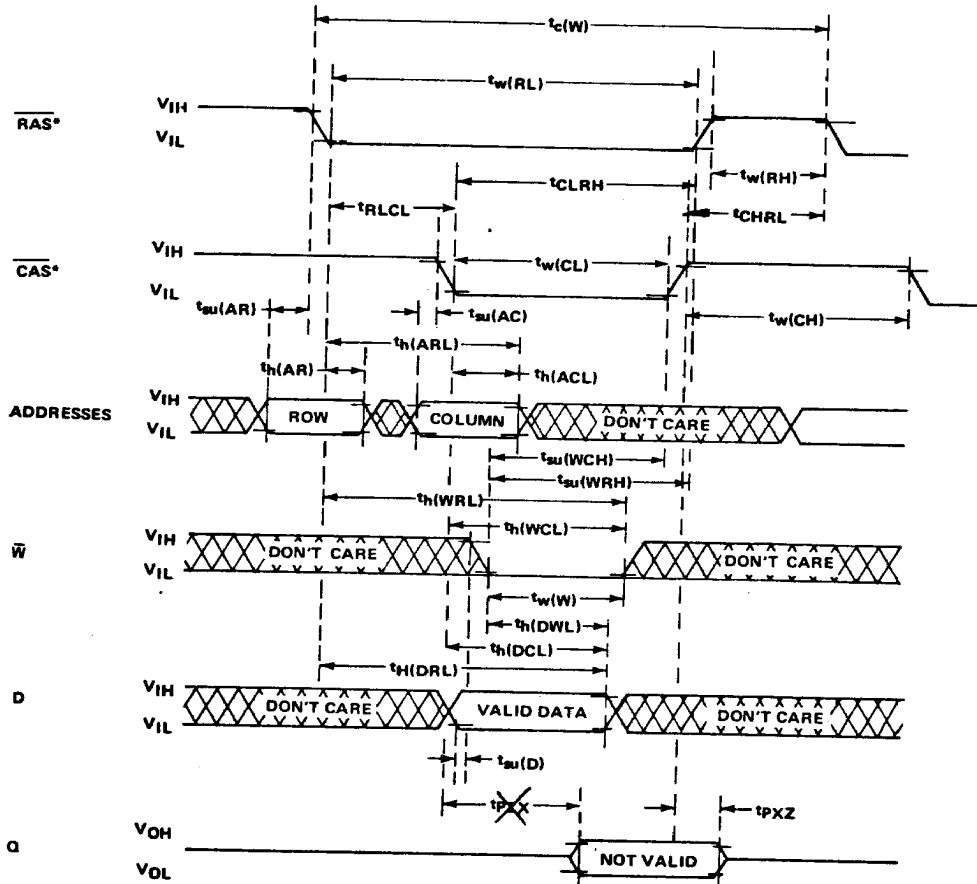 tc(W)
tw(RL)
RAS*
VIH
VIL
tCLRH
tw(RH)
tRLCL
tCHRL
CAS*
VIH
VIL
tw(CL)
tsu(AR)
tsu(AC)
tw(CH)
th(ARL)
th(AR)
th(ACL)
ADDRESSES
VIH
VIL
ROW
COLUMN
DON'T CARE
tsu(WCH)
tsu(WRH)
th(WRL)
th(WCL)
W̅
VIH
VIL
DON'T CARE
DON'T CARE
tw(W)
th(DWL)
th(DCL)
tH(DRL)
D
VIH
VIL
DON'T CARE
VALID DATA
DON'T CARE
tsu(D)
tPZX
tPXZ
Q
VOH
VOL
NOT VALID